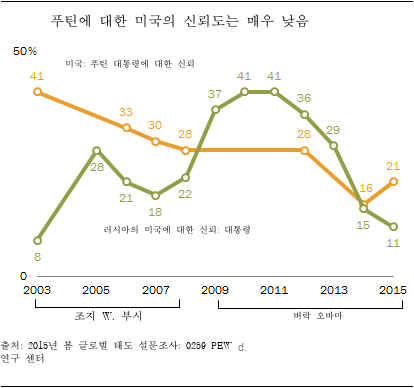 푸틴에 대한 미국의 신뢰도는 매우 낮음
50%
미국: 푸틴 대통령에 대한 신뢰
41
33
30
28
28
16
21
8
28
21
18
22
37
41
41
36
29
15
11
러시아의 미국에 대한 신뢰: 대통령
0
2003 2005 2007 2009 2011 2013 2015
조지 W. 부시
버락 오바마
출처: 2015년 봄 글로벌 태도 설문조사: 0259 PEW d.
연구 센터